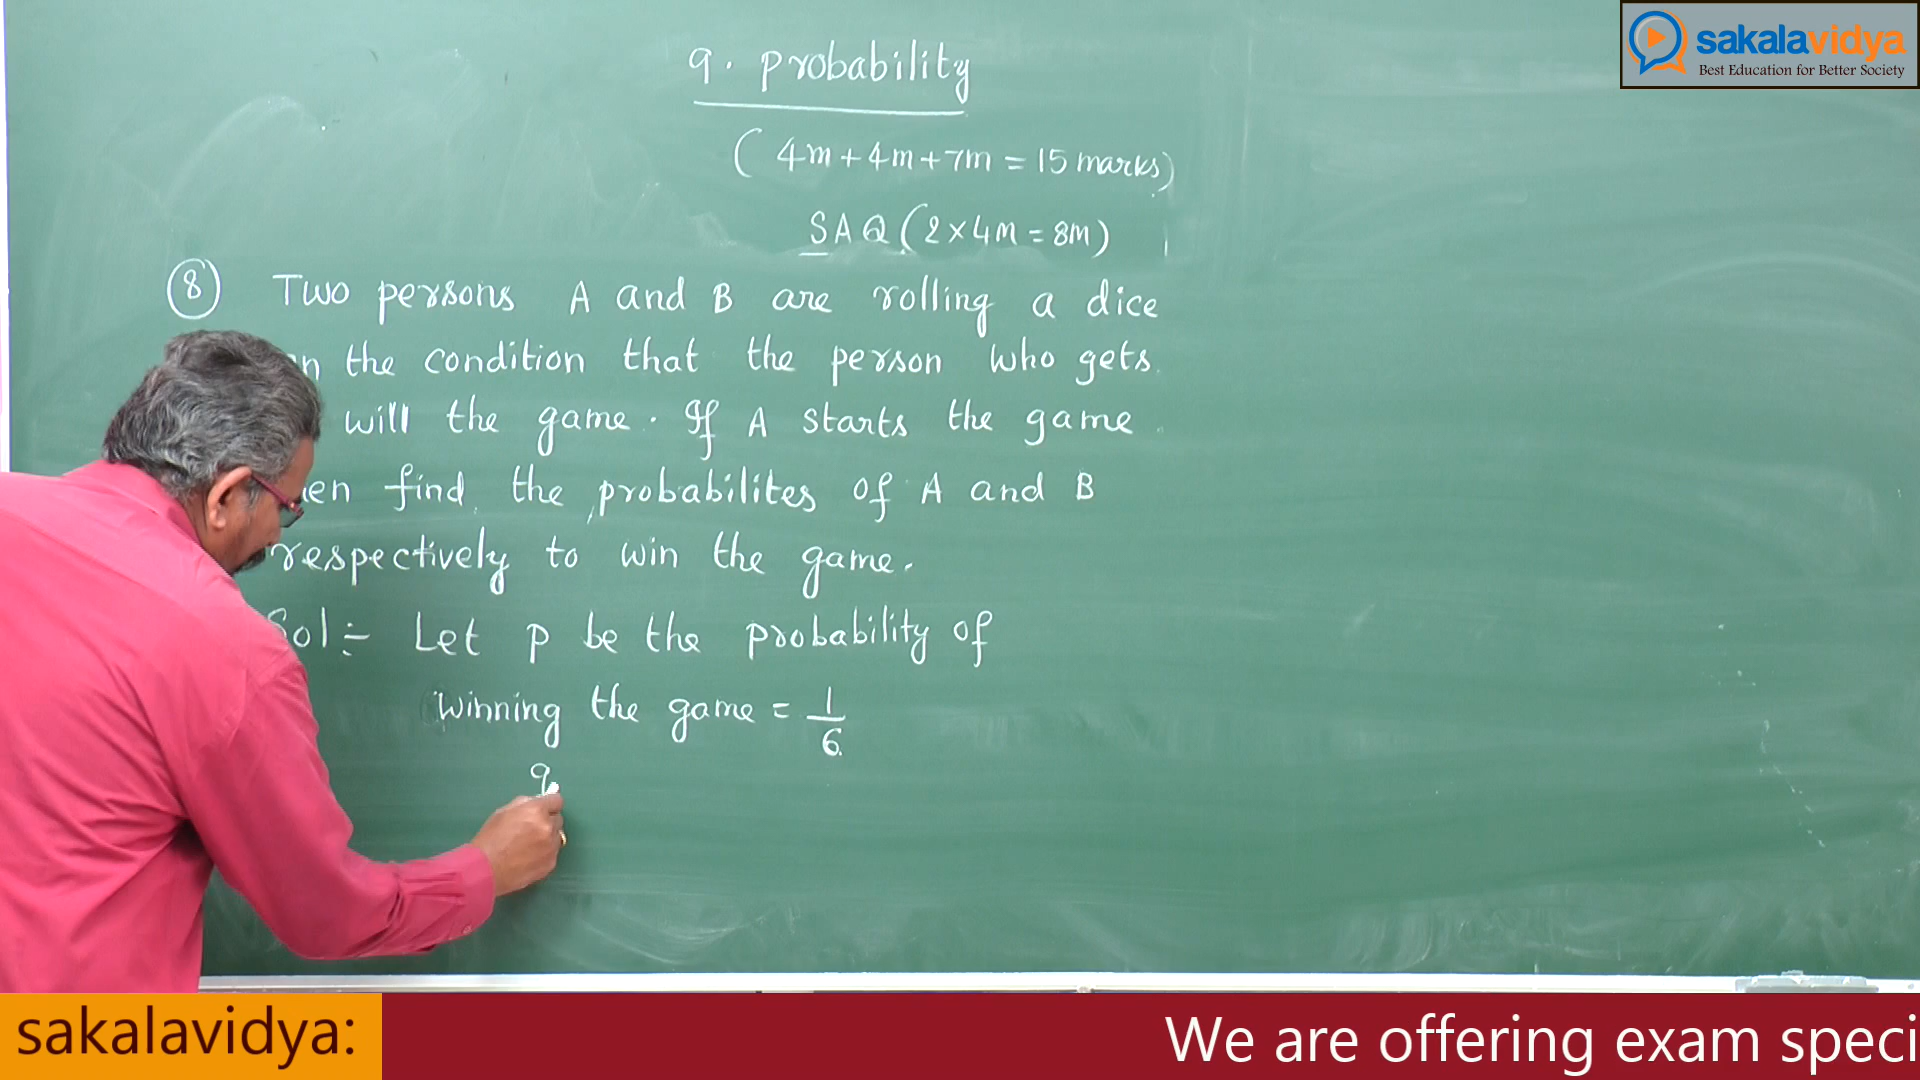 sakalavidya
Best Education for Better Society
9. probability
( 4m + 4m + 7m = 15 marks)
SAQ (2 × 4m = 8M)
8 Two persons A and B are rolling a dice
n the condition that the person who gets
will the game. If A starts the game
en find the probabilites of A and B
respectively to win the game.
Sol :- Let p be the probability of
winning the game = 1/6
q
sakalavidya:
We are offering exam speci